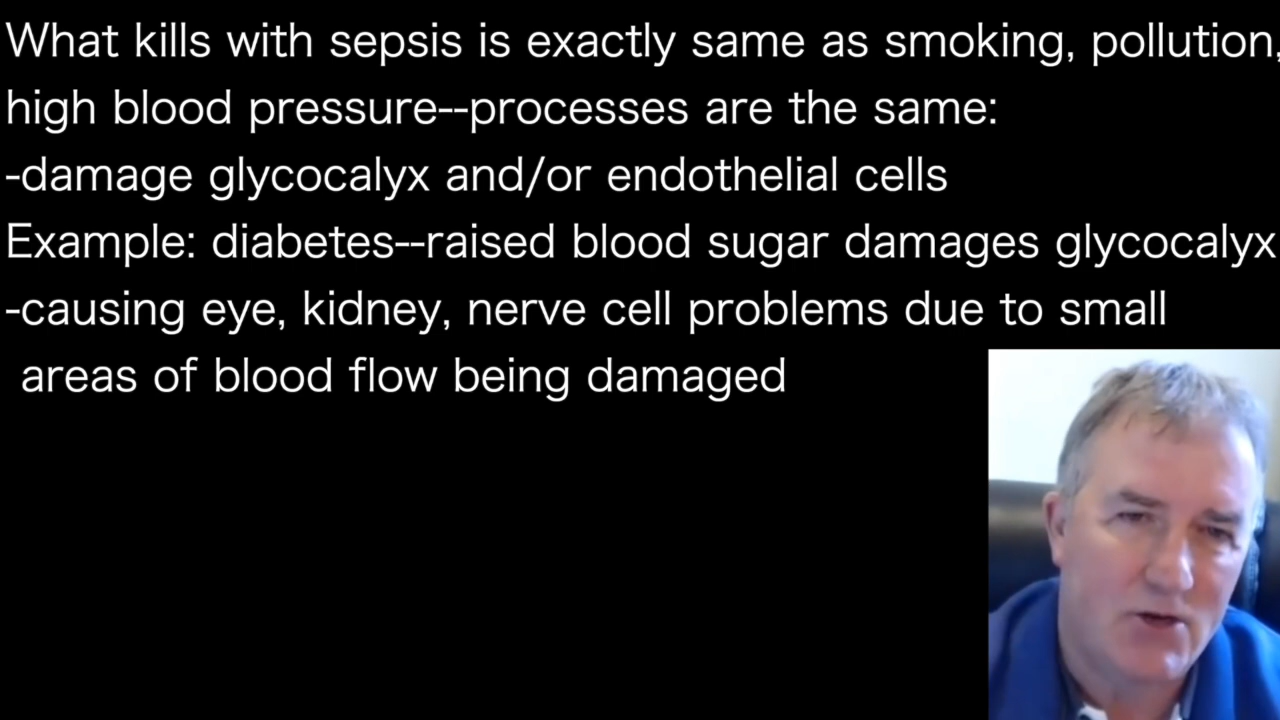 What kills with sepsis is exactly same as smoking, pollution,
high blood pressure--processes are the same:
-damage glycocalyx and/or endothelial cells
Example: diabetes--raised blood sugar damages glycocalyx
-causing eye, kidney, nerve cell problems due to small
areas of blood flow being damaged